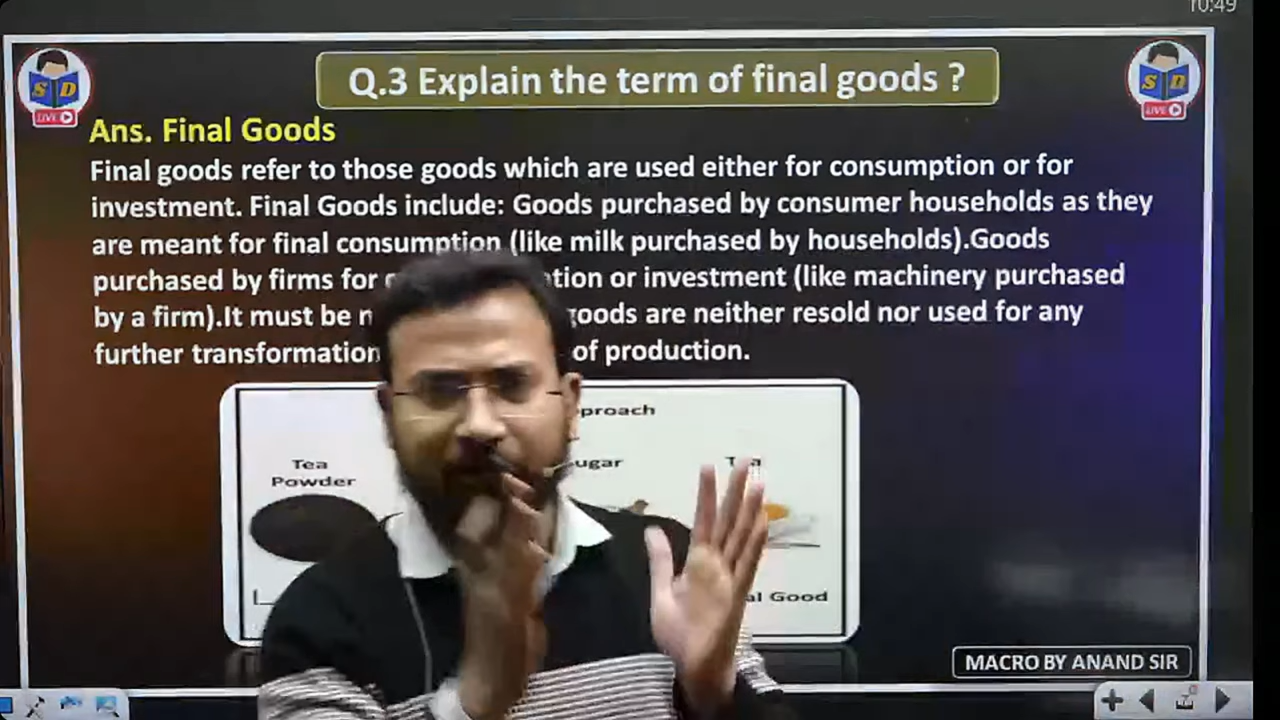 10:49
Q.3 Explain the term of final goods ?
Ans. Final Goods
Final goods refer to those goods which are used either for consumption or for
investment. Final Goods include: Goods purchased by consumer households as they
are meant for final consumption (like milk purchased by households).Goods
purchased by firms for tion or investment (like machinery purchased
by a firm).It must be goods are neither resold nor used for any
further transformation of production.
proach
Tea
Powder
ugar
al Good
MACRO BY ANAND SIR
S D
LIVE
S D
LIVE